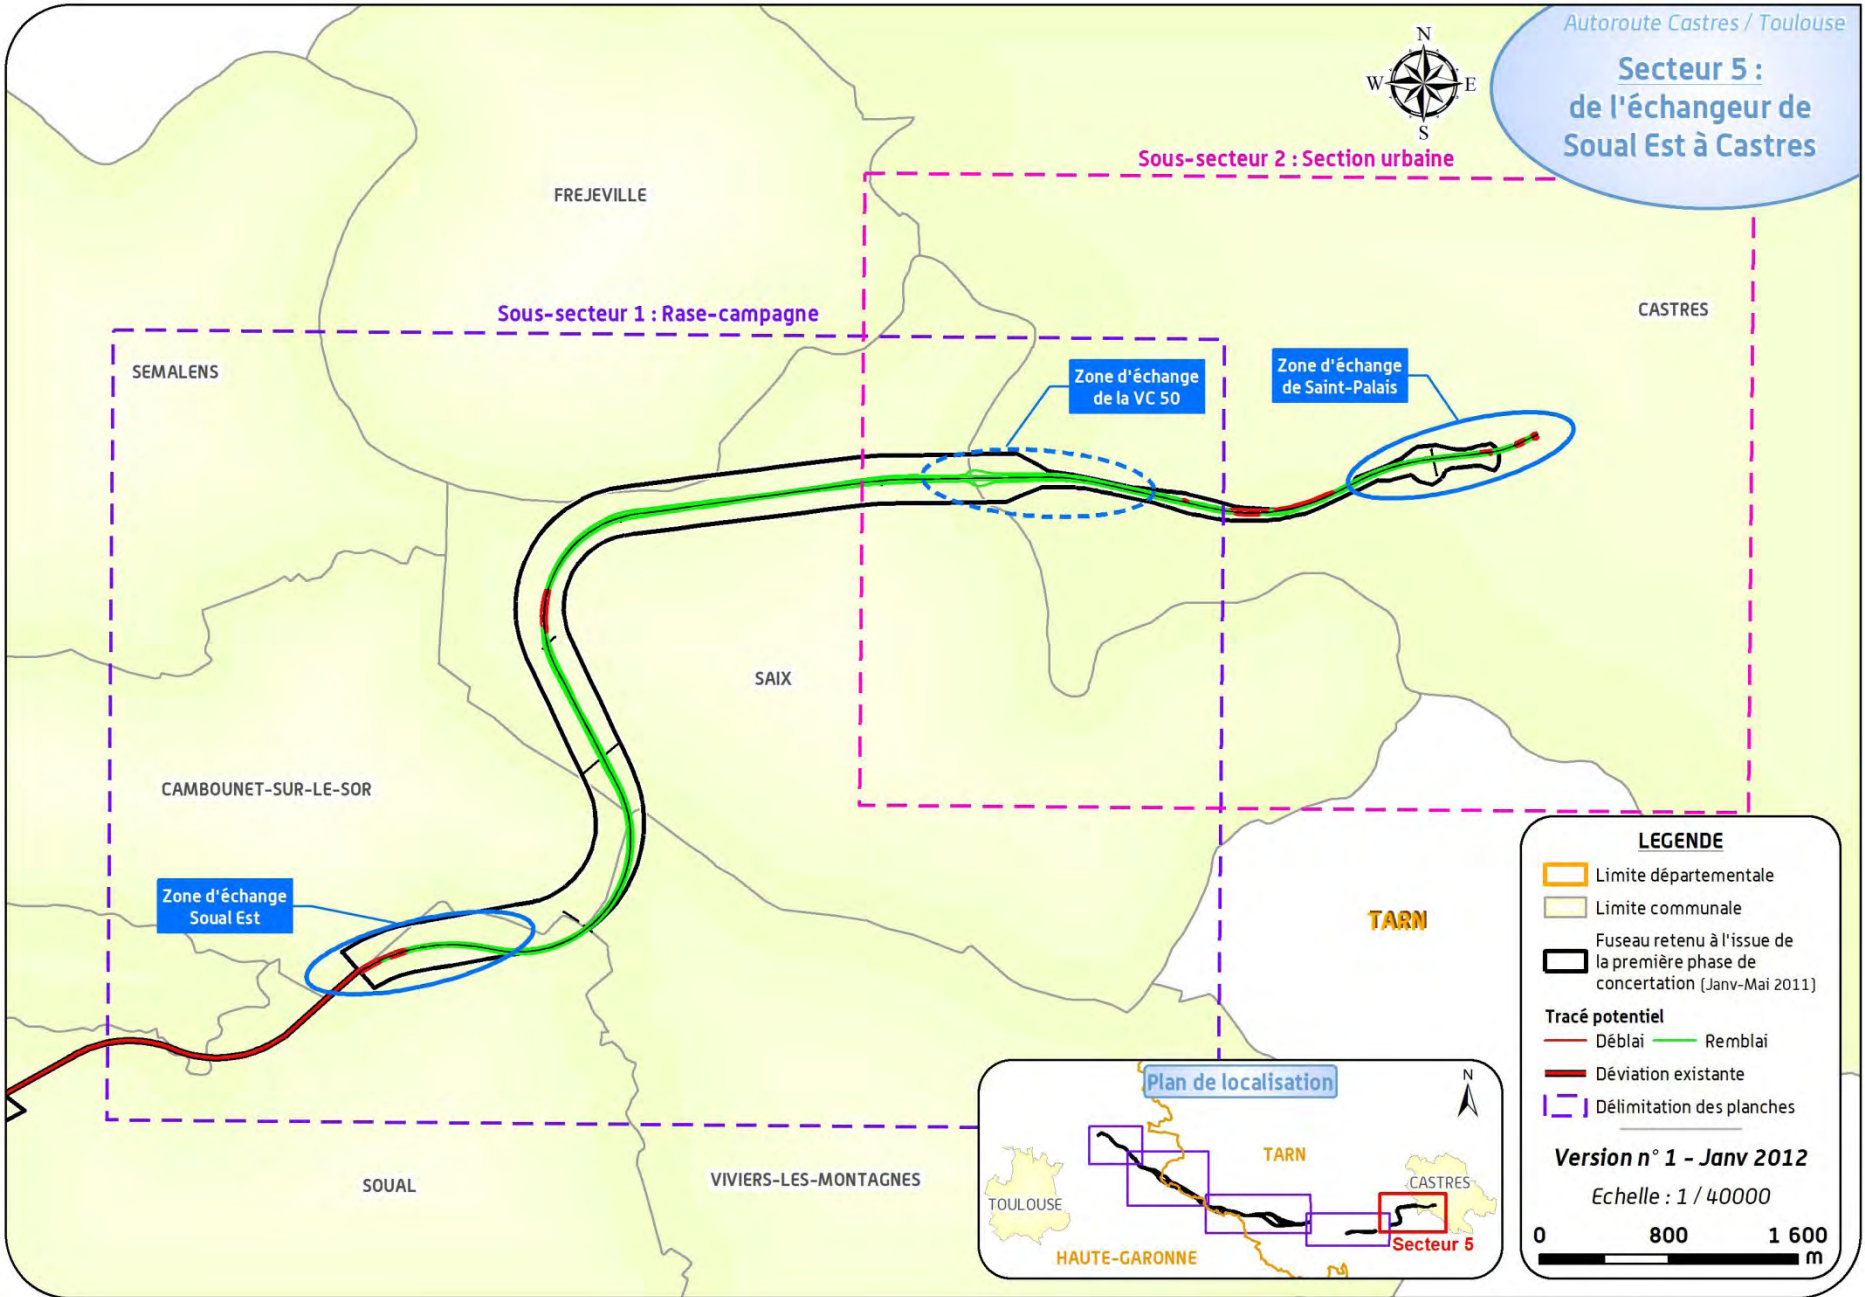 Autoroute Castres / Toulouse
Secteur 5 :
de l'échangeur de
Soual Est à Castres
N
W
E
S
Sous-secteur 2 : Section urbaine
FREJEVILLE
Sous-secteur 1 : Rase-campagne
CASTRES
SEMALENS
Zone d'échange
de la VC 50
Zone d'échange
de Saint-Palais
SAIX
CAMBOUNET-SUR-LE-SOR
Zone d'échange
Soual Est
TARN
SOUAL
VIVIERS-LES-MONTAGNES
LEGENDE
Limite départementale
Limite communale
Fuseau retenu à l'issue de
la première phase de
concertation (Janv-Mai 2011)
Tracé potentiel
Déblai
Remblai
Déviation existante
Délimitation des planches
Version n° 1 - Janv 2012
Echelle : 1 / 40000
0
800
1 600
m
Plan de localisation
N
TARN
CASTRES
TOULOUSE
Secteur 5
HAUTE-GARONNE